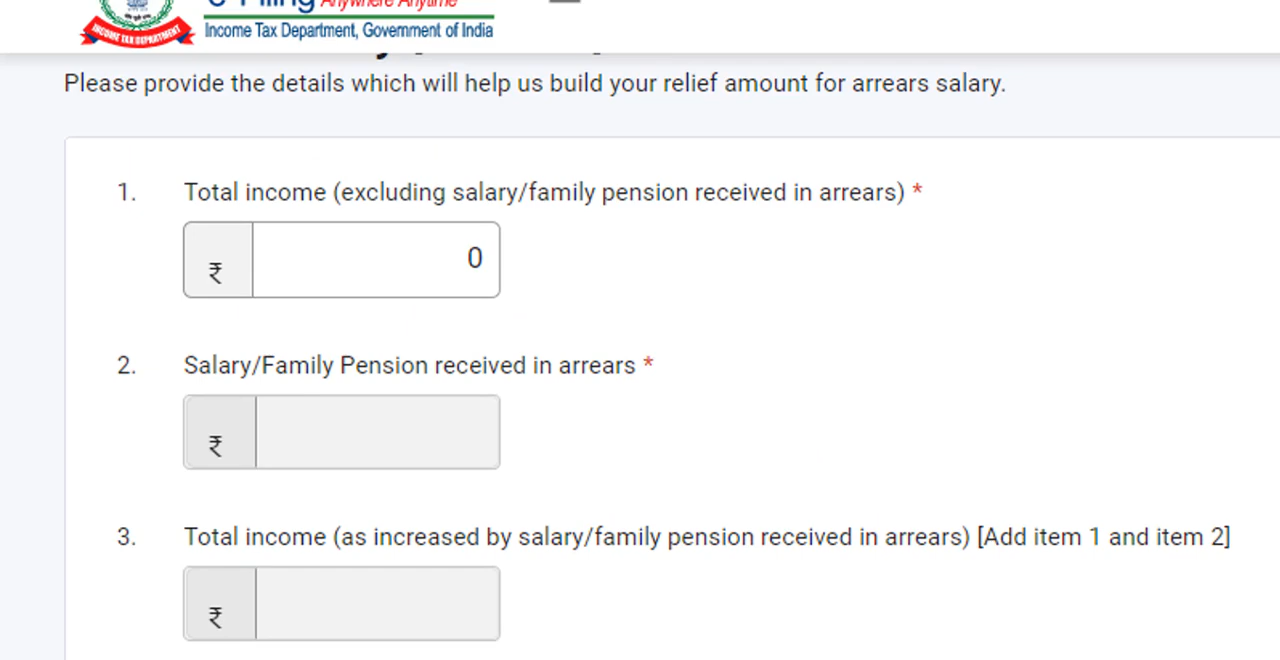 Anywhere Anytime
INCOME TAX DEPARTMENT
Income Tax Department, Government of India
Please provide the details which will help us build your relief amount for arrears salary.
1. Total income (excluding salary/family pension received in arrears) *
₹ 0
2. Salary/Family Pension received in arrears *
₹
3. Total income (as increased by salary/family pension received in arrears) [Add item 1 and item 2]
₹